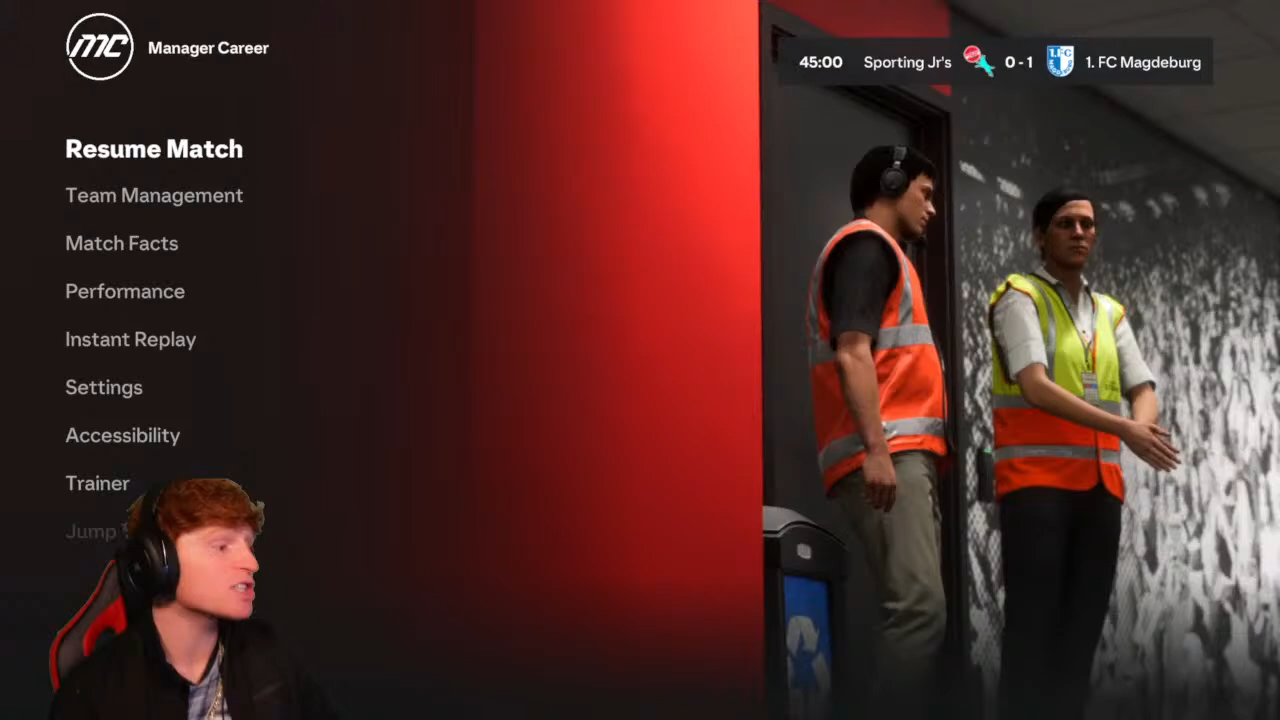 MC Manager Career
45:00 Sporting Jr's 0 - 1 1. FC Magdeburg
Resume Match
Team Management
Match Facts
Performance
Instant Replay
Settings
Accessibility
Trainer
Jump